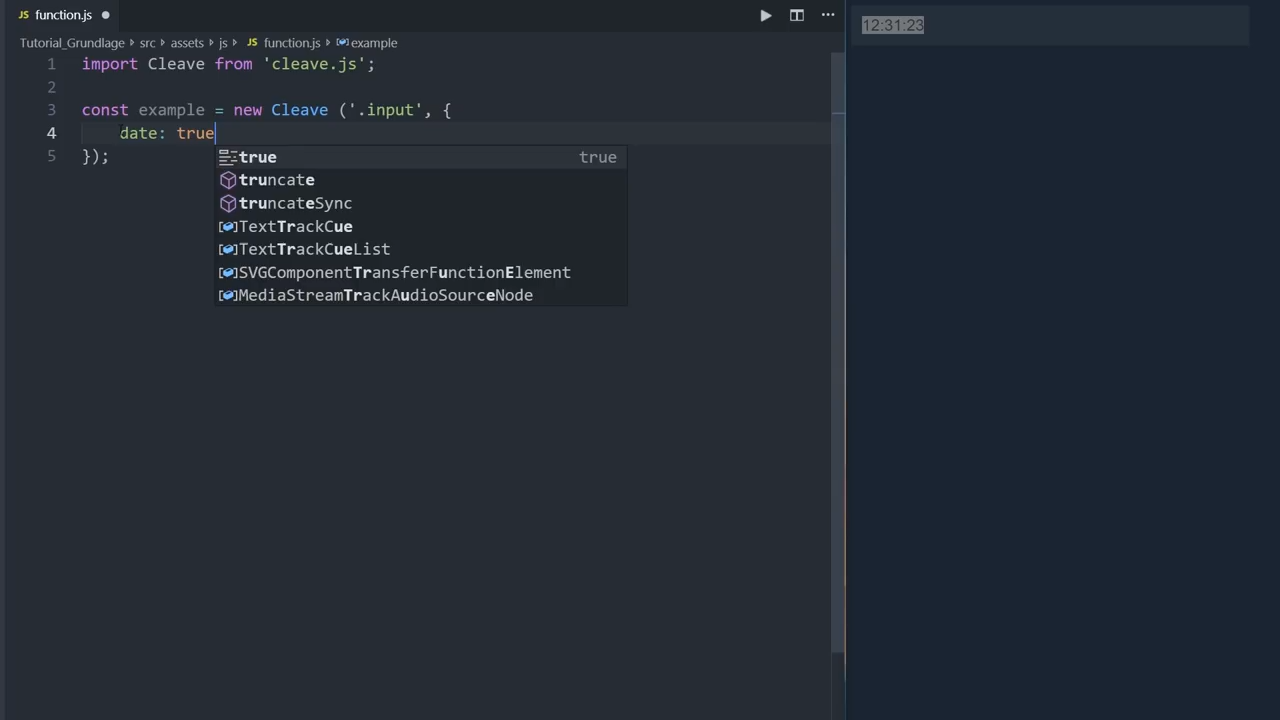 JS function.js
12:31:23
Tutorial_Grundlage > src > assets > js > JS function.js > example
1 import Cleave from 'cleave.js';
2
3 const example = new Cleave ('.input', {
4 date: true
5 });
true true
truncate
truncateSync
TextTrackCue
TextTrackCueList
SVGComponentTransferFunctionElement
MediaStreamTrackAudioSourceNode